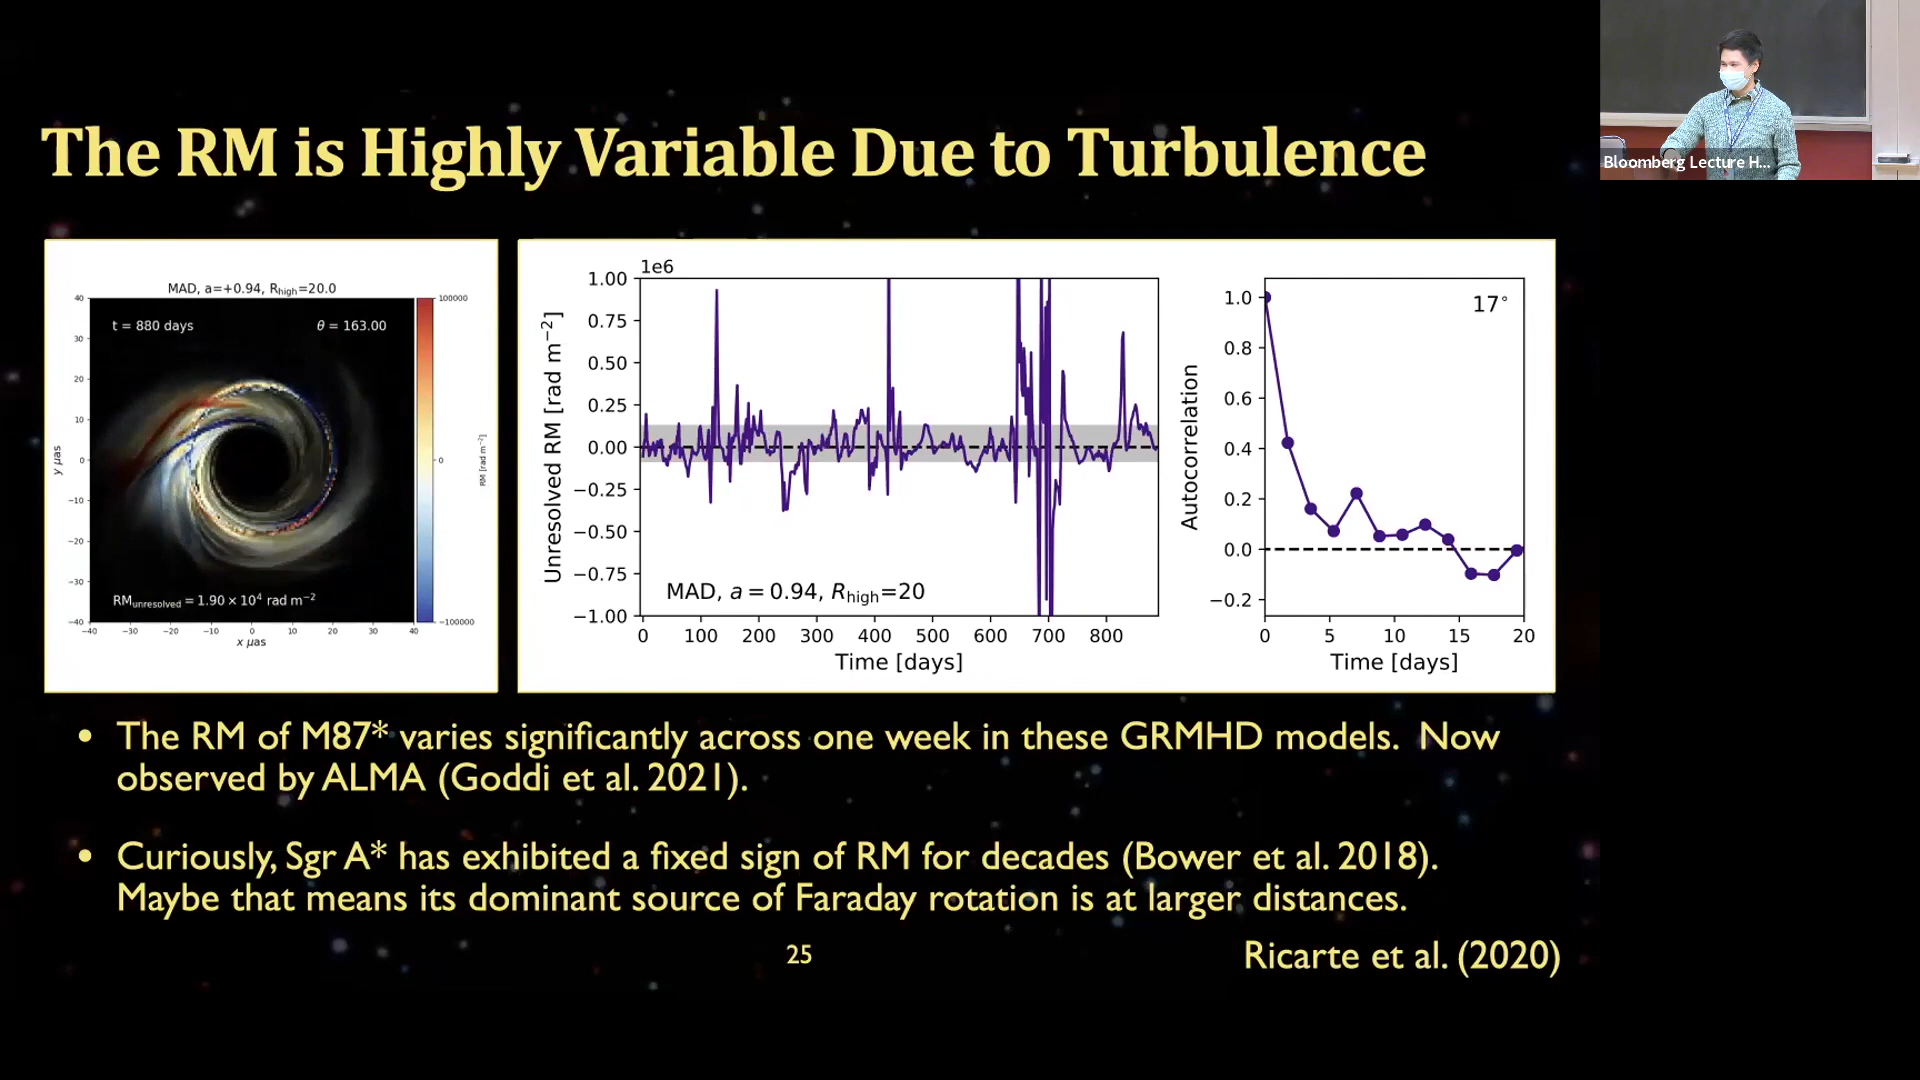 The RM is Highly Variable Due to Turbulence
Bloomberg Lecture H...
MAD, a=+0.94, Rhigh=20.0
t = 880 days
θ = 163.00
40
30
20
10
0
−10
−20
−30
−40
y μas
−40 −30 −20 −10 0 10 20 30 40
x μas
RMunresolved = 1.90 × 10⁴ rad m⁻²
100000
0
−100000
RM [rad m⁻²]
1e6
1.00
0.75
0.50
0.25
0.00
−0.25
−0.50
−0.75
−1.00
Unresolved RM [rad m⁻²]
MAD, a = 0.94, Rhigh=20
0 100 200 300 400 500 600 700 800
Time [days]
17°
1.0
0.8
0.6
0.4
0.2
0.0
−0.2
Autocorrelation
0 5 10 15 20
Time [days]
• The RM of M87* varies significantly across one week in these GRMHD models. Now
observed by ALMA (Goddi et al. 2021).
• Curiously, Sgr A* has exhibited a fixed sign of RM for decades (Bower et al. 2018).
Maybe that means its dominant source of Faraday rotation is at larger distances.
25
Ricarte et al. (2020)